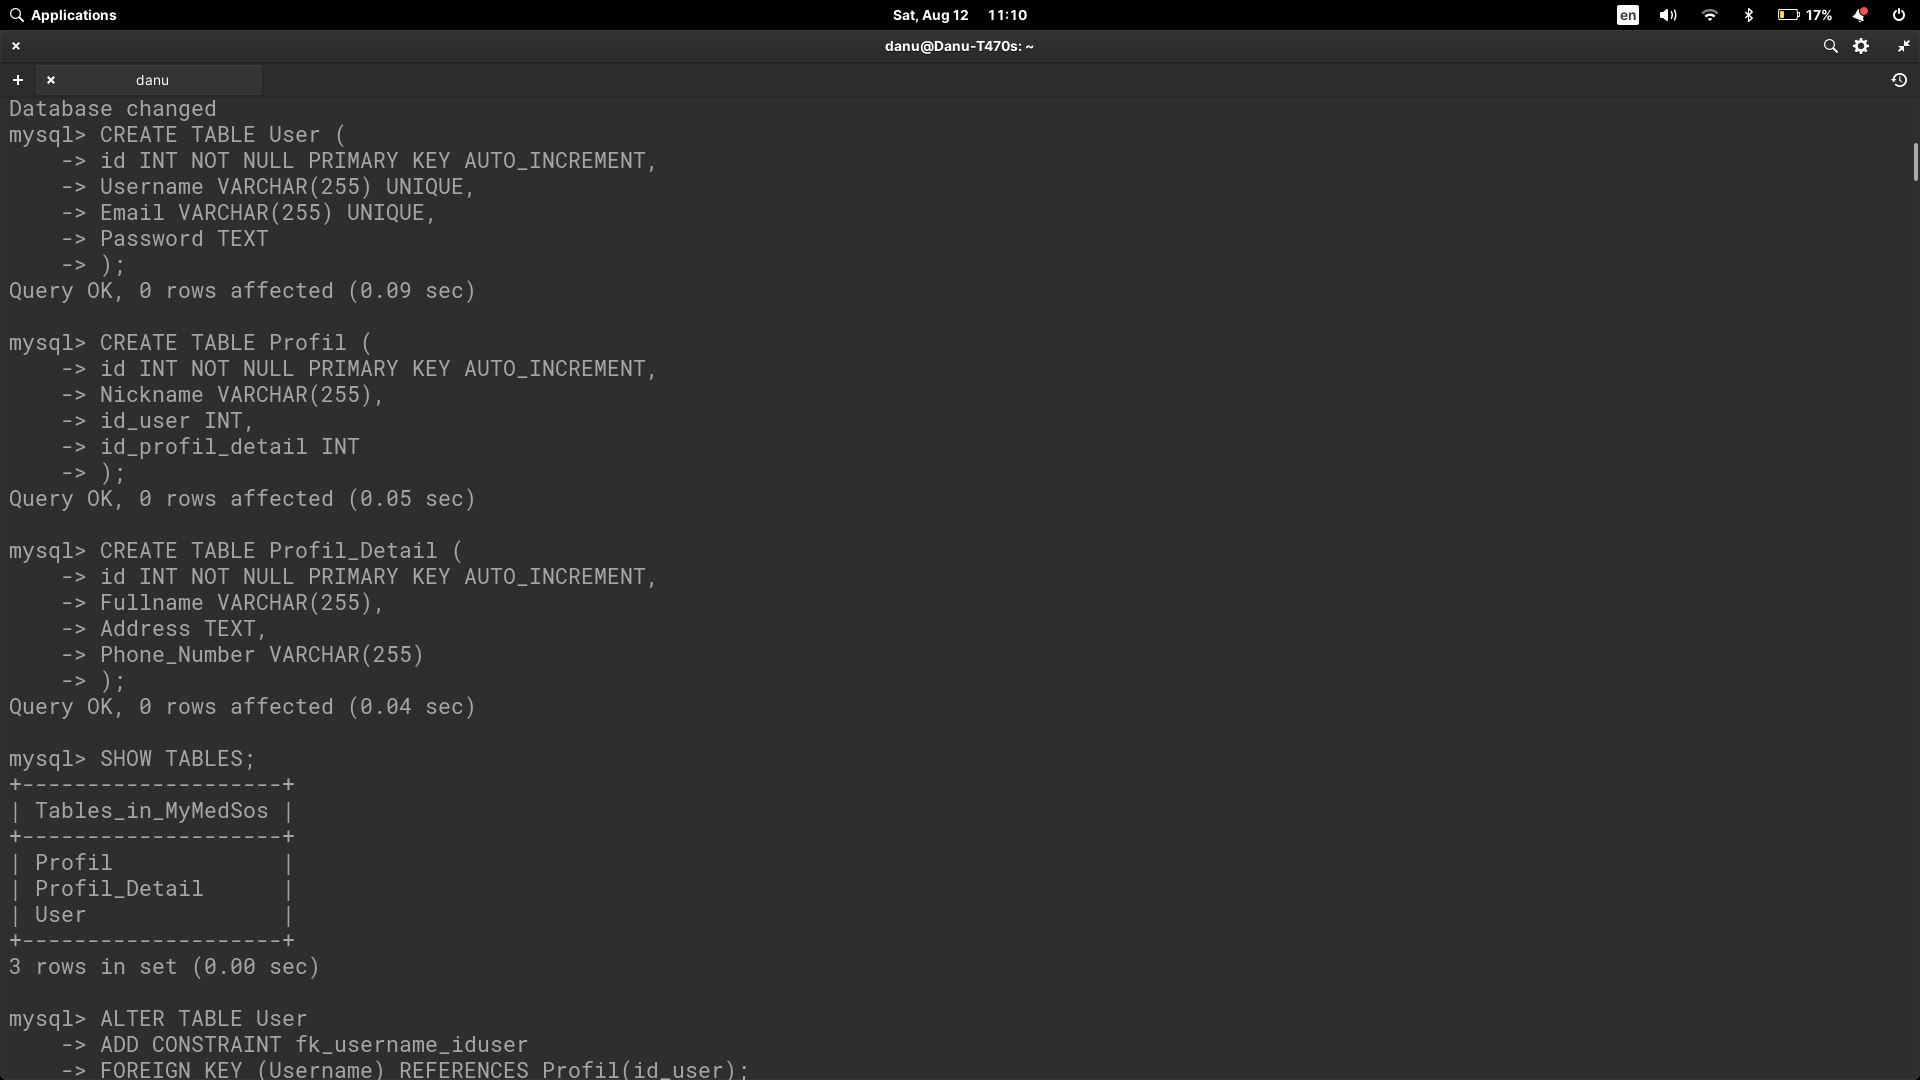 Applications
Sat, Aug 12 11:10
en
17%
danu@Danu-T470s: ~
danu
Database changed
mysql> CREATE TABLE User (
    -> id INT NOT NULL PRIMARY KEY AUTO_INCREMENT,
    -> Username VARCHAR(255) UNIQUE,
    -> Email VARCHAR(255) UNIQUE,
    -> Password TEXT
    -> );
Query OK, 0 rows affected (0.09 sec)

mysql> CREATE TABLE Profil (
    -> id INT NOT NULL PRIMARY KEY AUTO_INCREMENT,
    -> Nickname VARCHAR(255),
    -> id_user INT,
    -> id_profil_detail INT
    -> );
Query OK, 0 rows affected (0.05 sec)

mysql> CREATE TABLE Profil_Detail (
    -> id INT NOT NULL PRIMARY KEY AUTO_INCREMENT,
    -> Fullname VARCHAR(255),
    -> Address TEXT,
    -> Phone_Number VARCHAR(255)
    -> );
Query OK, 0 rows affected (0.04 sec)

mysql> SHOW TABLES;
+--------------------+
| Tables_in_MyMedSos |
+--------------------+
| Profil             |
| Profil_Detail      |
| User               |
+--------------------+
3 rows in set (0.00 sec)

mysql> ALTER TABLE User
    -> ADD CONSTRAINT fk_username_iduser
    -> FOREIGN KEY (Username) REFERENCES Profil(id_user);